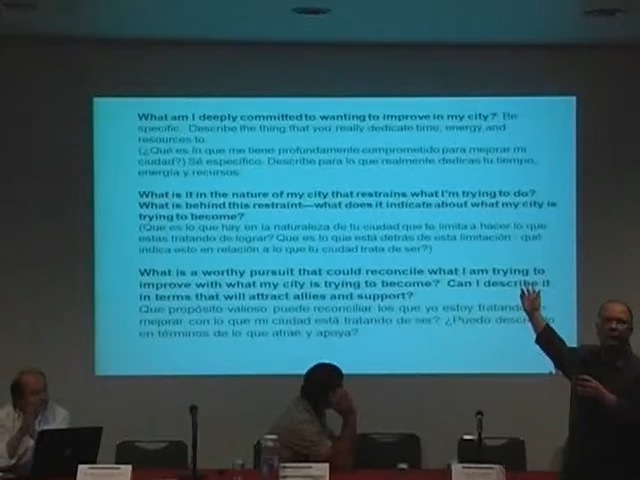 What am I deeply committed to wanting to improve in my city? Be
specific. Describe the thing that you really dedicate time, energy and
resources to.
(¿Qué es lo que me tiene profundamente comprometido para mejorar mi
ciudad?) Sé específico. Describe para lo que realmente dedicas tu tiempo,
energía y recursos.
What is it in the nature of my city that restrains what I'm trying to do?
What is behind this restraint—what does it indicate about what my city is
trying to become?
(Que es lo que hay en la naturaleza de tu ciudad que te limita a hacer lo que
estas tratando de lograr? Que es lo que está detrás de esta limitación - qué
indica esto en relación a lo que tu ciudad trata de ser?)
What is a worthy pursuit that could reconcile what I am trying to
improve with what my city is trying to become? Can I describe it
in terms that will attract allies and support?
Que propósito valioso puede reconciliar los que yo estoy tratando
mejorar con lo que mi ciudad está tratando de ser? ¿Puedo
en términos de lo que atrae y apoya?